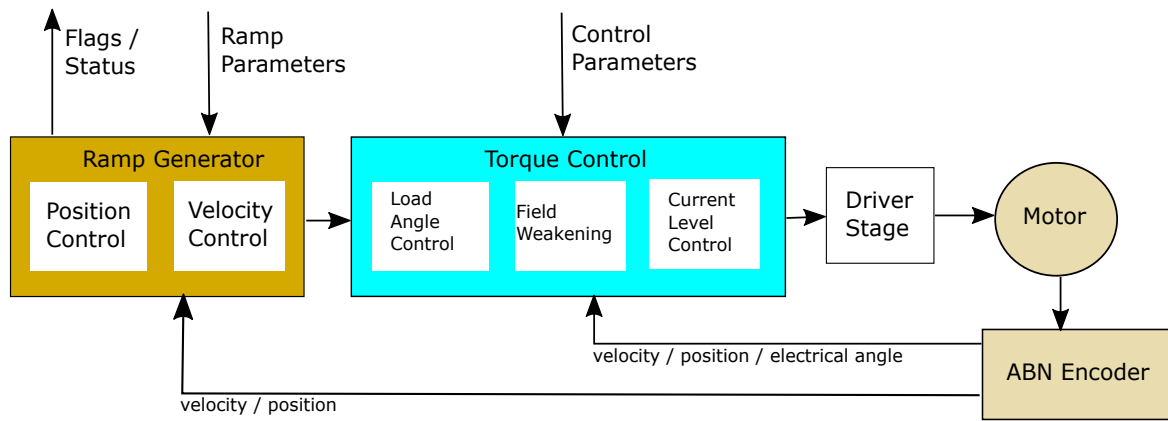 Flags /
Status
Ramp
Parameters
Control
Parameters
Ramp Generator
Position
Control
Velocity
Control
Torque Control
Load
Angle
Control
Field
Weakening
Current
Level
Control
Driver
Stage
Motor
velocity / position / electrical angle
ABN Encoder
velocity / position